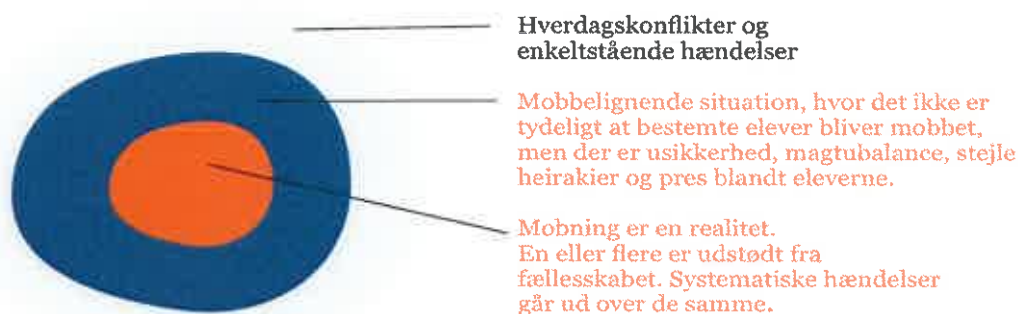 Hverdagskonflikter og
enkeltstående hændelser
Mobbelignende situation, hvor det ikke er
tydeligt at bestemte elever bliver mobbet,
men der er usikkerhed, magtubalance, stejle
heirakier og pres blandt eleverne.
Mobning er en realitet.
En eller flere er udstødt fra
fællesskabet. Systematiske hændelser
går ud over de samme.